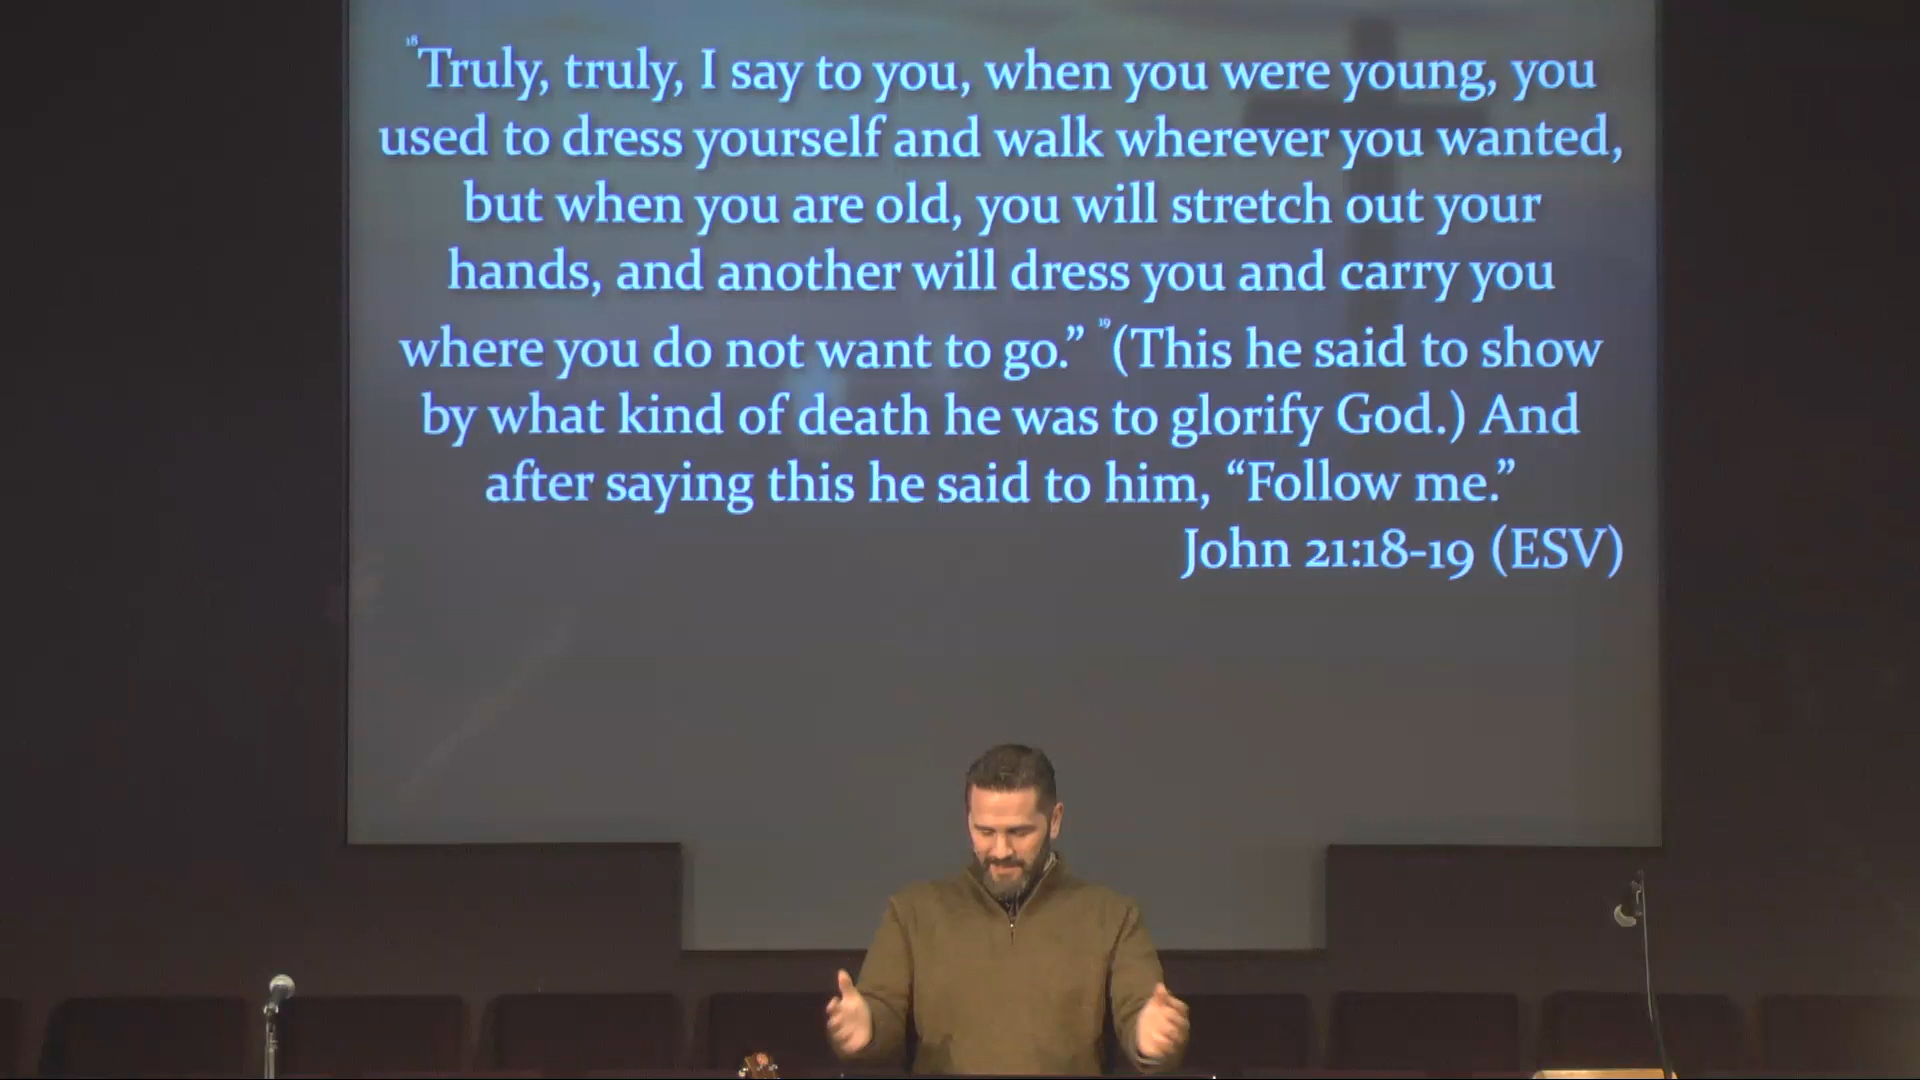 18 Truly, truly, I say to you, when you were young, you
used to dress yourself and walk wherever you wanted,
but when you are old, you will stretch out your
hands, and another will dress you and carry you
where you do not want to go.” 19 (This he said to show
by what kind of death he was to glorify God.) And
after saying this he said to him, “Follow me.”
John 21:18-19 (ESV)